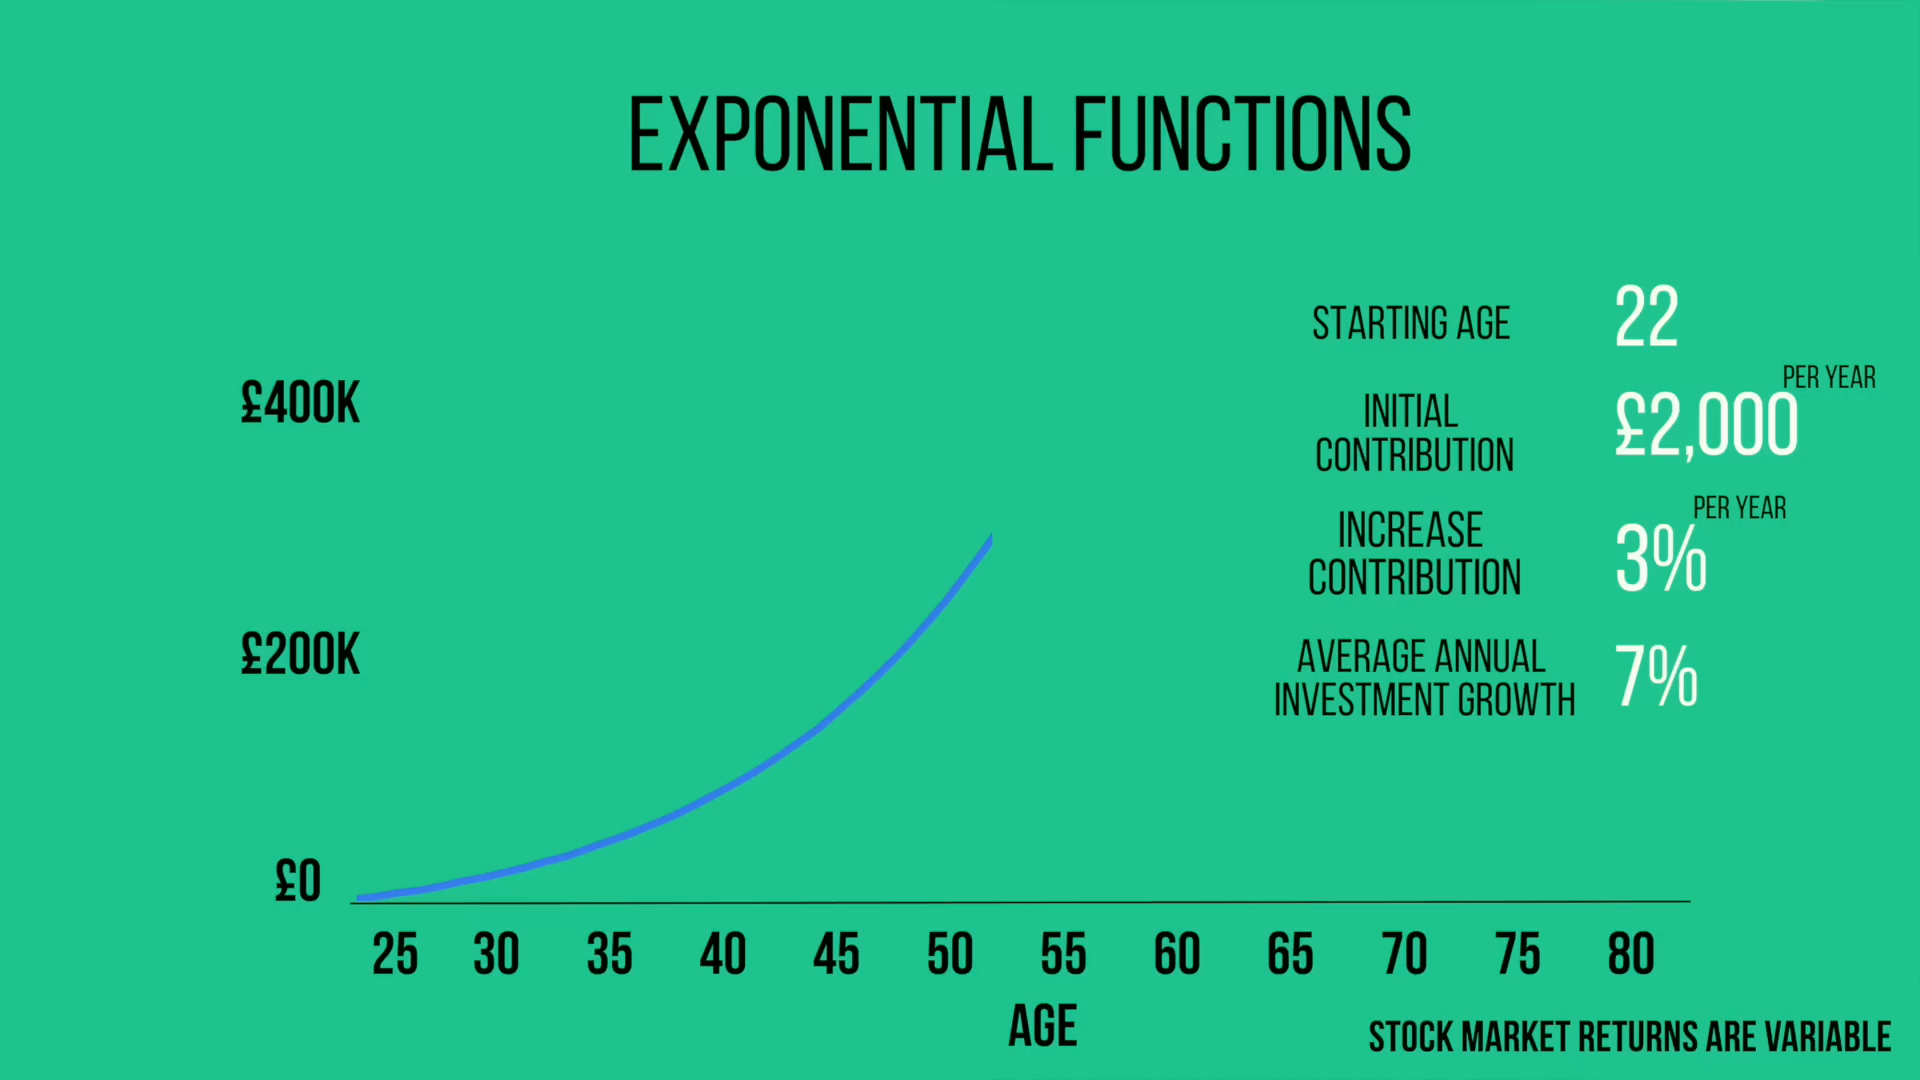 EXPONENTIAL FUNCTIONS
STARTING AGE 22
PER YEAR
INITIAL
CONTRIBUTION £2,000
PER YEAR
INCREASE
CONTRIBUTION 3%
AVERAGE ANNUAL
INVESTMENT GROWTH 7%
£400K
£200K
£0
25 30 35 40 45 50 55 60 65 70 75 80
AGE
STOCK MARKET RETURNS ARE VARIABLE